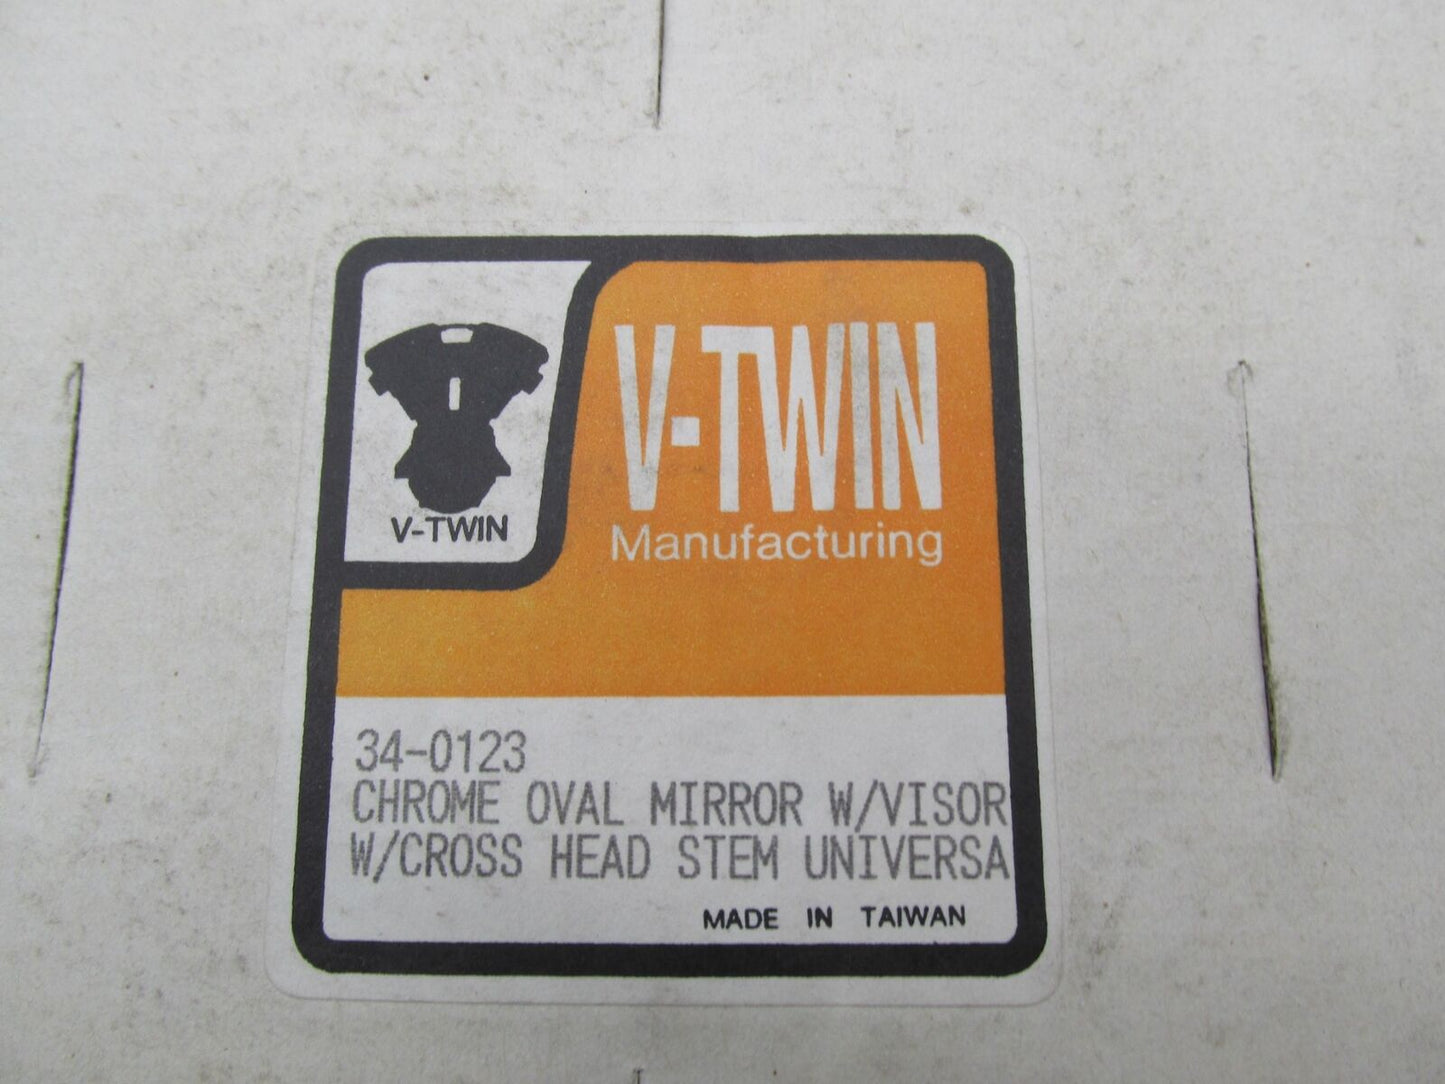 V-TWIN
V-TWIN
Manufacturing
34-0123
CHROME OVAL MIRROR W/VISOR
W/CROSS HEAD STEM UNIVERSA
MADE IN TAIWAN